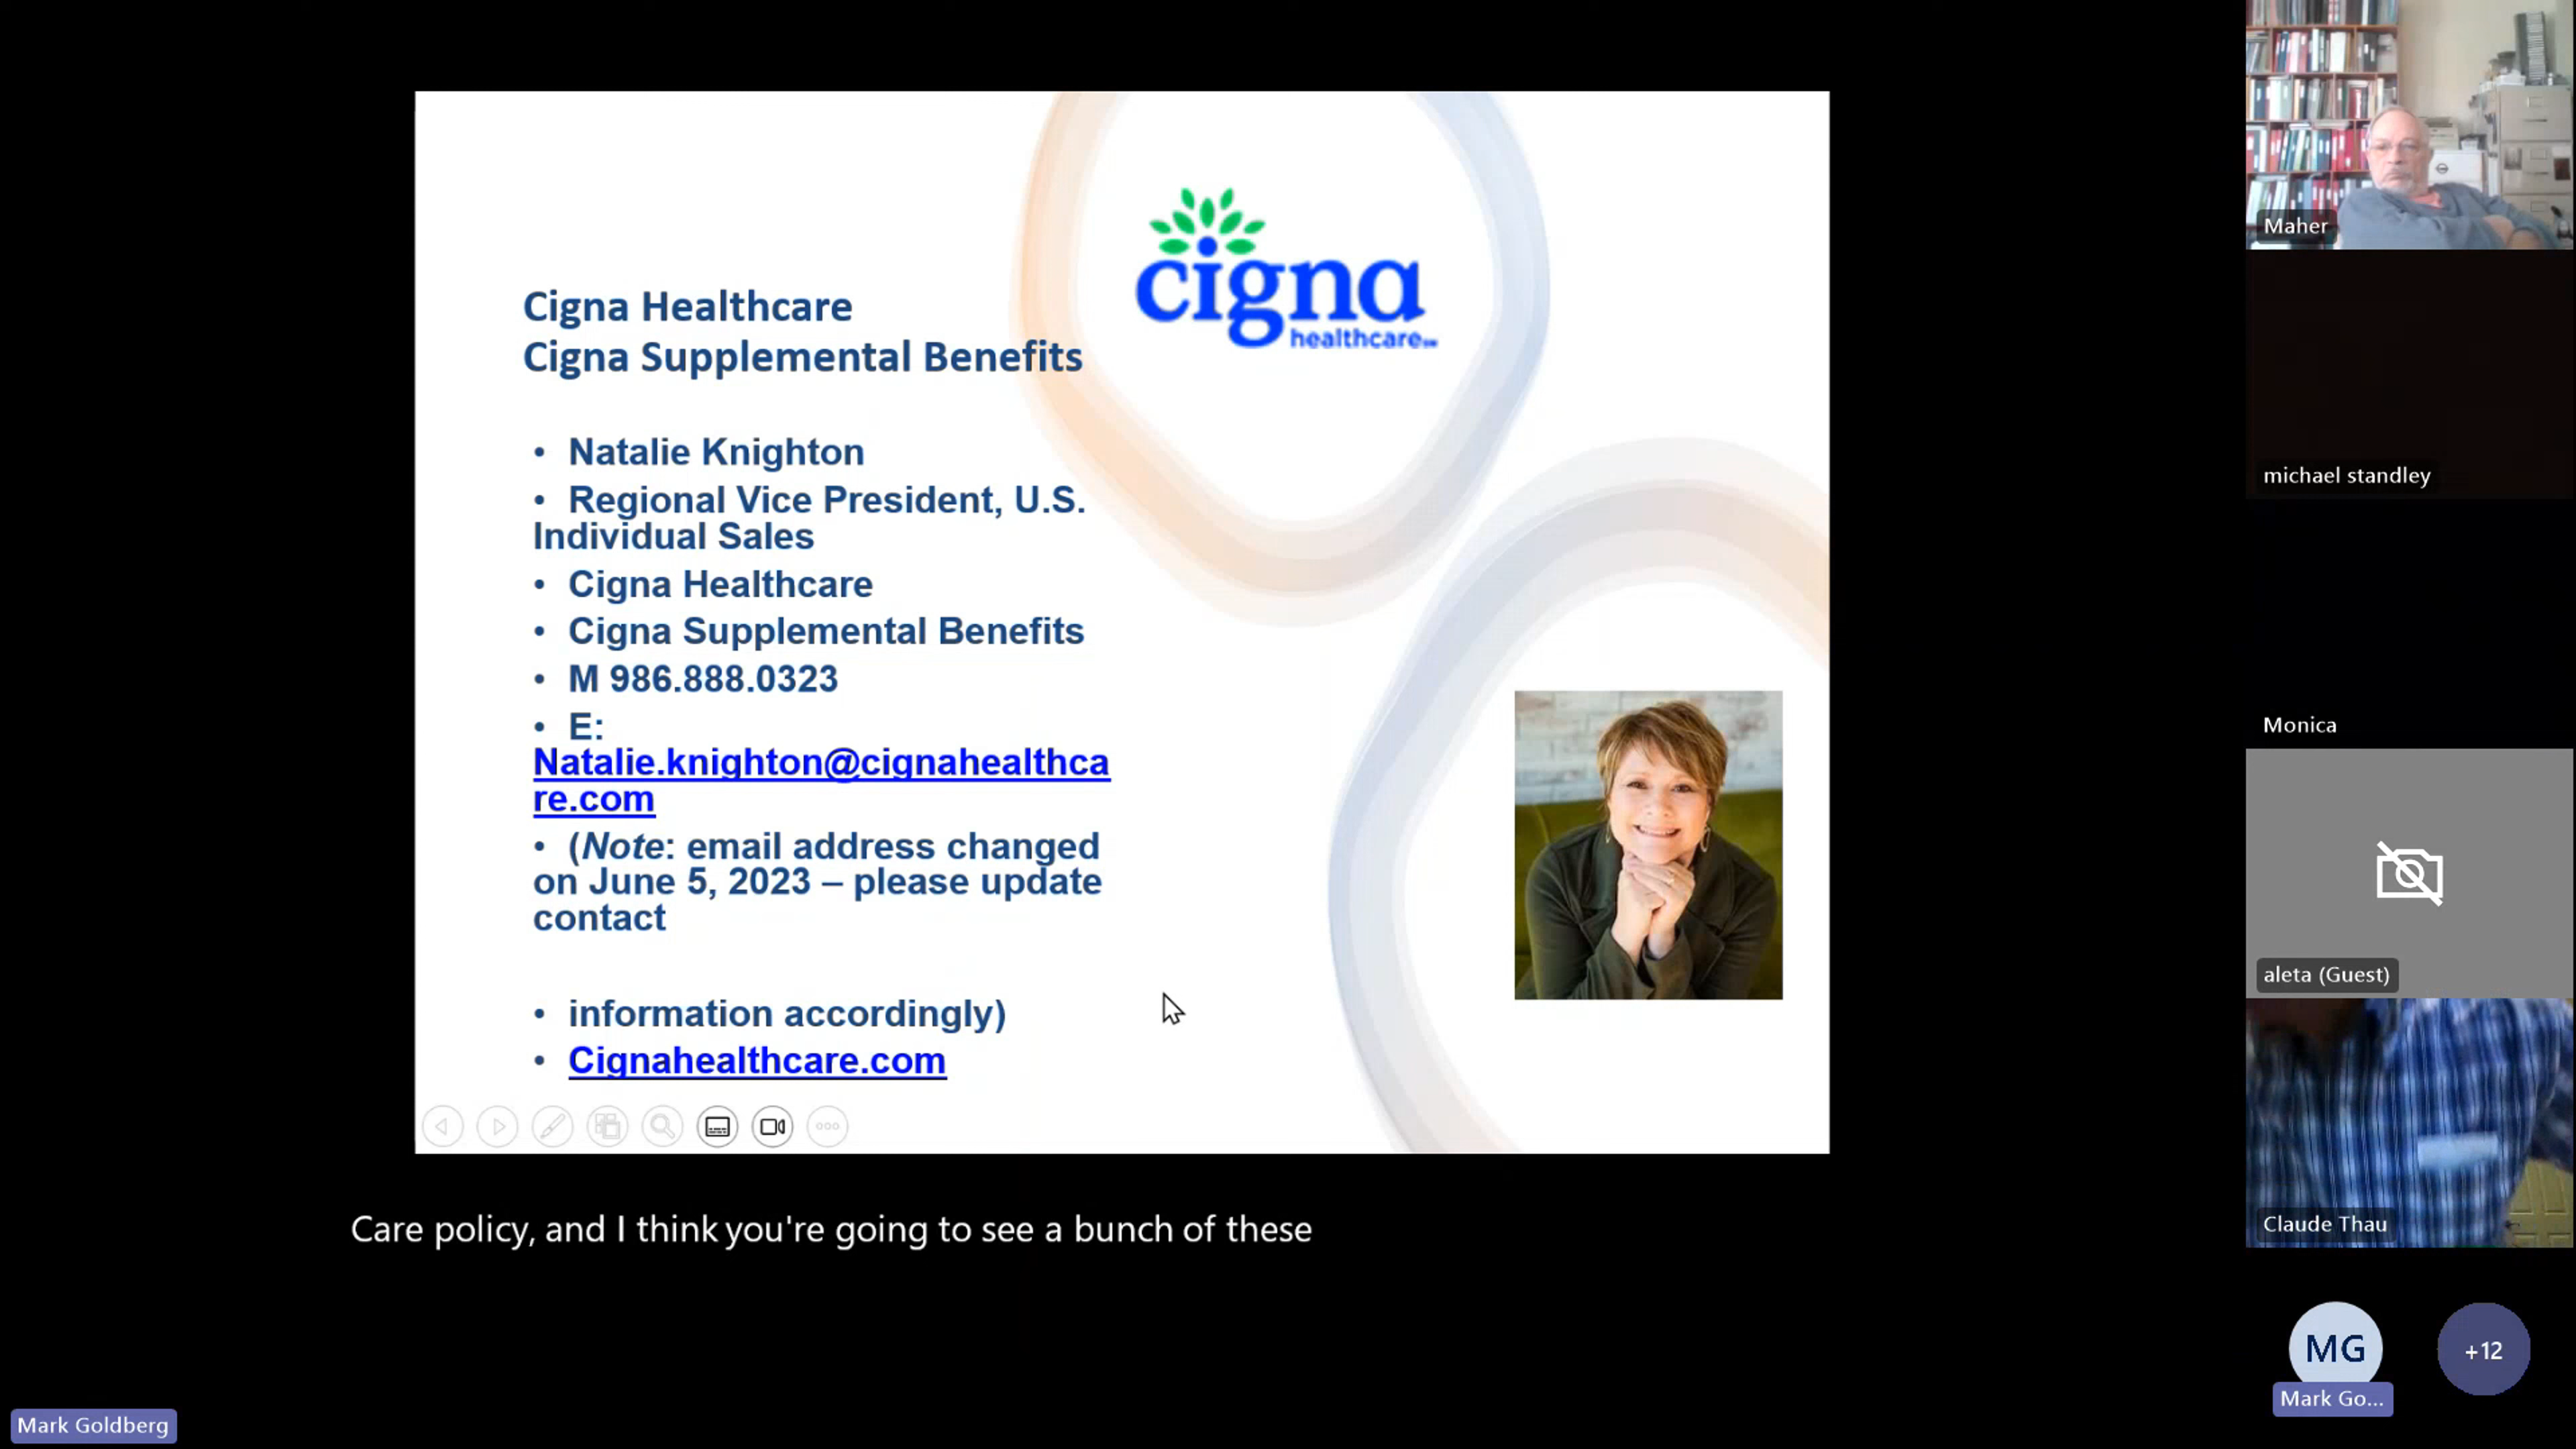 cigna
healthcare℠
Cigna Healthcare
Cigna Supplemental Benefits
• Natalie Knighton
• Regional Vice President, U.S.
Individual Sales
• Cigna Healthcare
• Cigna Supplemental Benefits
• M 986.888.0323
• E:
Natalie.knighton@cignahealthca
re.com
• (Note: email address changed
on June 5, 2023 – please update
contact
• information accordingly)
• Cignahealthcare.com
Care policy, and I think you're going to see a bunch of these
Mark Goldberg
Maher
michael standley
Monica
aleta (Guest)
Claude Thau
MG
Mark Go...
+12